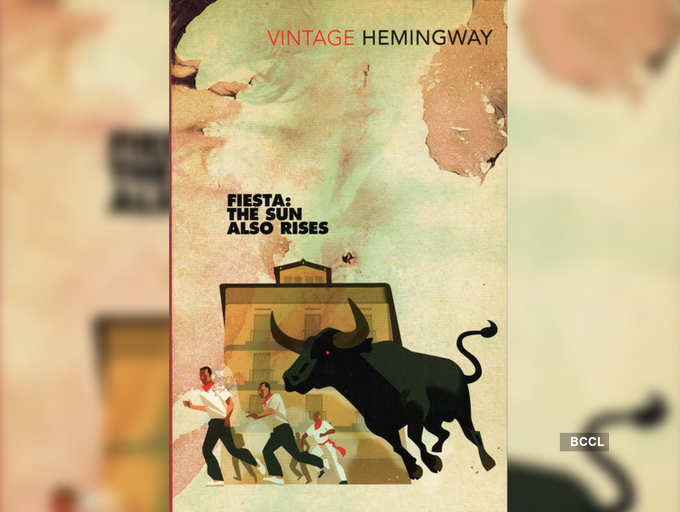 VINTAGE HEMINGWAY
FIESTA:
THE SUN
ALSO RISES
BCCL